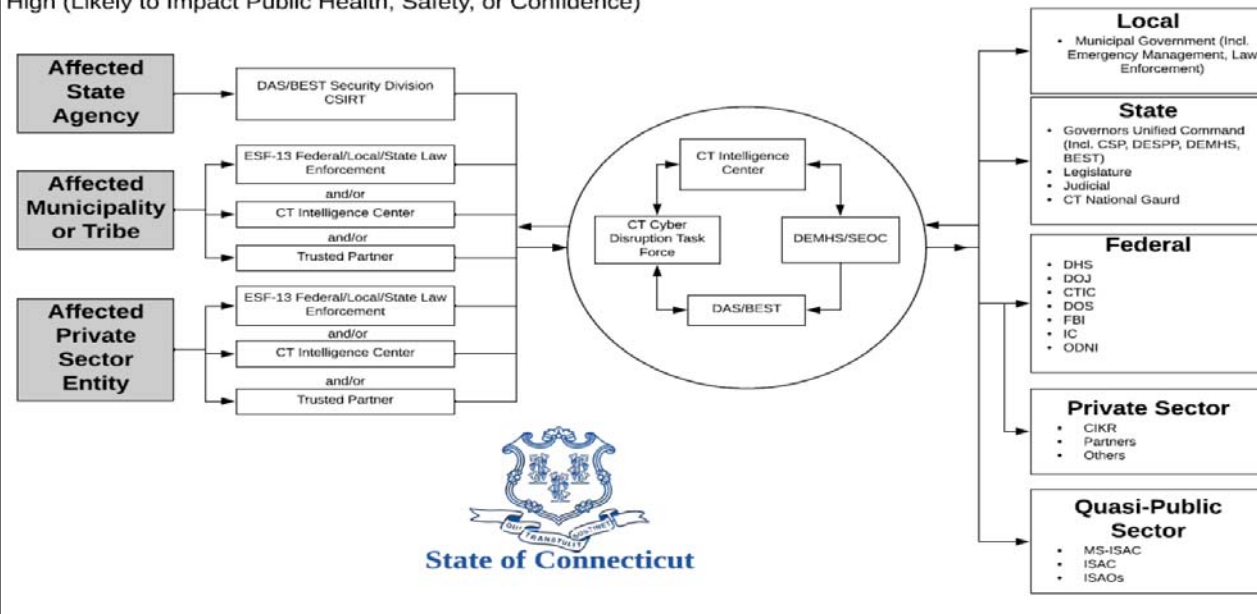 High (Likely to Impact Public Health, Safety, or Confidence)
Affected
State
Agency
DAS/BEST Security Division
CSIRT
Affected
Municipality
or Tribe
ESF-13 Federal/Local/State Law
Enforcement
and/or
CT Intelligence Center
and/or
Trusted Partner
Affected
Private
Sector
Entity
ESF-13 Federal/Local/State Law
Enforcement
and/or
CT Intelligence Center
and/or
Trusted Partner
CT Intelligence
Center
CT Cyber
Disruption Task
Force
DEMHS/SEOC
DAS/BEST
Local
• Municipal Government (Incl.
Emergency Management, Law
Enforcement)
State
• Governors Unified Command
(Incl. CSP, DESPP, DEMHS,
BEST)
• Legislature
• Judicial
• CT National Gaurd
Federal
• DHS
• DOJ
• CTIC
• DOS
• FBI
• IC
• ODNI
Private Sector
• CIKR
• Partners
• Others
Quasi-Public
Sector
• MS-ISAC
• ISAC
• ISAOs
QUI TRANSTULIT SUSTINET
State of Connecticut